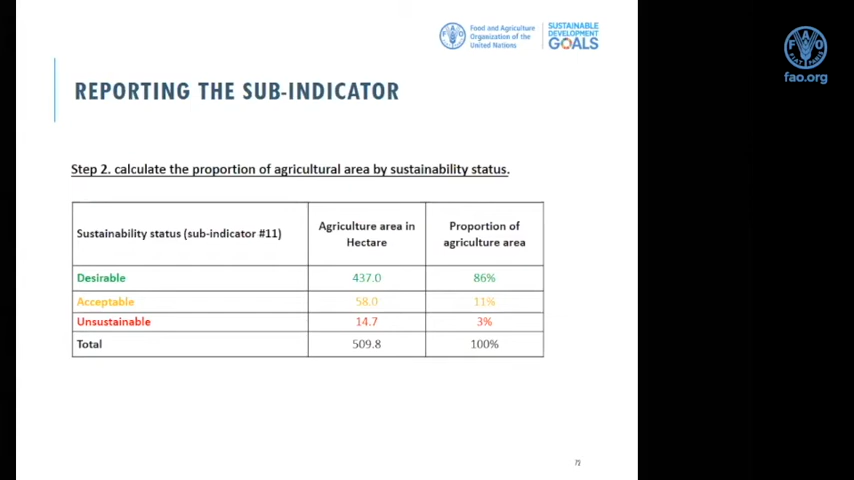 Food and Agriculture
Organization of the
United Nations
SUSTAINABLE
DEVELOPMENT
GOALS
FAO
FIAT PANIS
fao.org
REPORTING THE SUB-INDICATOR
Step 2. calculate the proportion of agricultural area by sustainability status.
Sustainability status (sub-indicator #11)
Agriculture area in
Hectare
Proportion of
agriculture area
Desirable 437.0 86%
Acceptable 58.0 11%
Unsustainable 14.7 3%
Total 509.8 100%